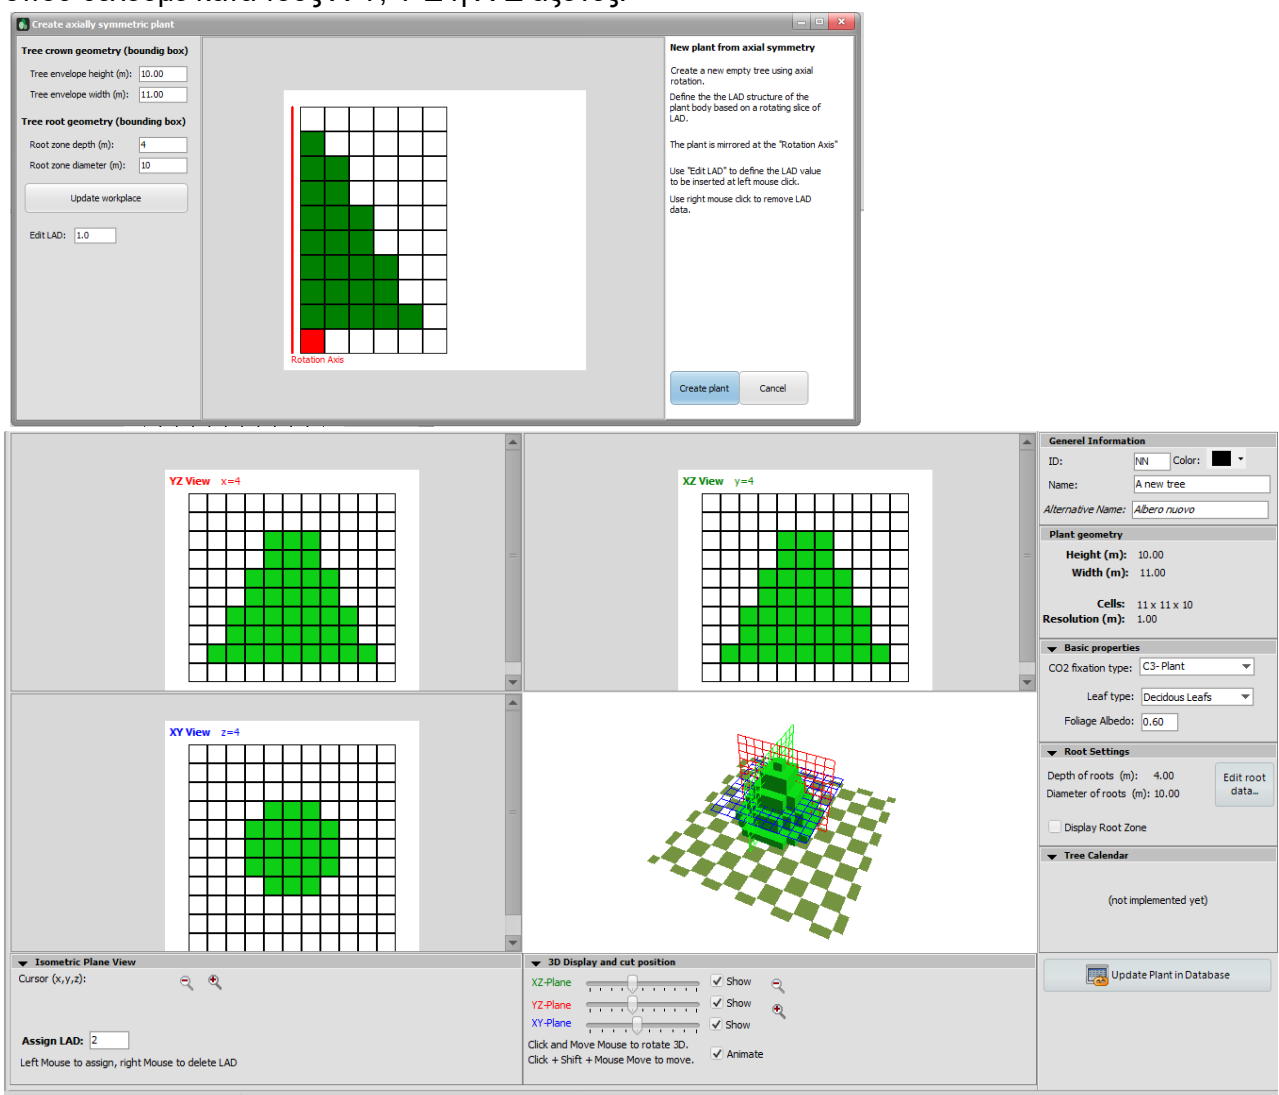 Create axially symmetric plant
Tree crown geometry (boundig box)
Tree envelope height (m): 10.00
Tree envelope width (m): 11.00
Tree root geometry (bounding box)
Root zone depth (m): 4
Root zone diameter (m): 10
Update workplace
Edit LAD: 1.0
Rotation Axis
New plant from axial symmetry
Create a new empty tree using axial
rotation.
Define the the LAD structure of the
plant body based on a rotating slice of
LAD.
The plant is mirrored at the "Rotation Axis"
Use "Edit LAD" to define the LAD value
to be inserted at left mouse click.
Use right mouse click to remove LAD
data.
Create plant
Cancel
YZ View x=4
XZ View y=4
XY View z=4
Generel Information
ID: NN Color:
Name: A new tree
Alternative Name: Albero nuovo
Plant geometry
Height (m): 10.00
Width (m): 11.00
Cells: 11 x 11 x 10
Resolution (m): 1.00
Basic properties
CO2 fixation type: C3-Plant
Leaf type: Decidous Leafs
Foliage Albedo: 0.60
Root Settings
Depth of roots (m): 4.00
Diameter of roots (m): 10.00
Edit root
data...
Display Root Zone
Tree Calendar
(not implemented yet)
Isometric Plane View
Cursor (x,y,z):
Assign LAD: 2
Left Mouse to assign, right Mouse to delete LAD
3D Display and cut position
XZ-Plane Show
YZ-Plane Show
XY-Plane Show
Click and Move Mouse to rotate 3D.
Click + Shift + Mouse Move to move.
Animate
Update Plant in Database